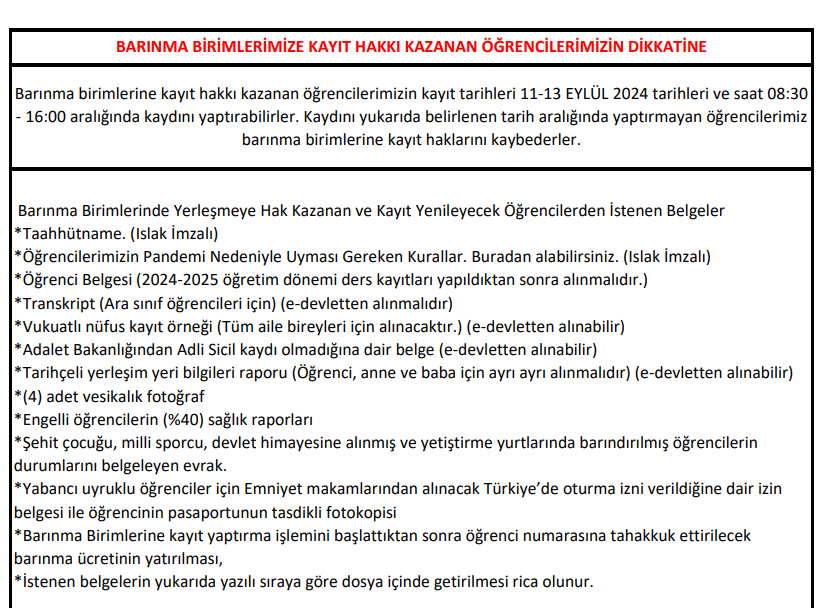 BARINMA BİRİMLERİMİZE KAYIT HAKKI KAZANAN ÖĞRENCİLERİMİZİN DİKKATİNE
Barınma birimlerine kayıt hakkı kazanan öğrencilerimizin kayıt tarihleri 11-13 EYLÜL 2024 tarihleri ve saat 08:30
- 16:00 aralığında kaydını yaptırabilirler. Kaydını yukarıda belirlenen tarih aralığında yaptırmayan öğrencilerimiz
barınma birimlerine kayıt haklarını kaybederler.
Barınma Birimlerinde Yerleşmeye Hak Kazanan ve Kayıt Yenileyecek Öğrencilerden İstenen Belgeler
*Taahhütname. (Islak İmzalı)
*Öğrencilerimizin Pandemi Nedeniyle Uyması Gereken Kurallar. Buradan alabilirsiniz. (Islak İmzalı)
*Öğrenci Belgesi (2024-2025 öğretim dönemi ders kayıtları yapıldıktan sonra alınmalıdır.)
*Transkript (Ara sınıf öğrencileri için) (e-devletten alınmalıdır)
*Vukuatlı nüfus kayıt örneği (Tüm aile bireyleri için alınacaktır.) (e-devletten alınabilir)
*Adalet Bakanlığından Adli Sicil kaydı olmadığına dair belge (e-devletten alınabilir)
*Tarihçeli yerleşim yeri bilgileri raporu (Öğrenci, anne ve baba için ayrı ayrı alınmalıdır) (e-devletten alınabilir)
*(4) adet vesikalık fotoğraf
*Engelli öğrencilerin (%40) sağlık raporları
*Şehit çocuğu, milli sporcu, devlet himayesine alınmış ve yetiştirme yurtlarında barındırılmış öğrencilerin
durumlarını belgeleyen evrak.
*Yabancı uyruklu öğrenciler için Emniyet makamlarından alınacak Türkiye’de oturma izni verildiğine dair izin
belgesi ile öğrencinin pasaportunun tasdikli fotokopisi
*Barınma Birimlerine kayıt yaptırma işlemini başlattıktan sonra öğrenci numarasına tahakkuk ettirilecek
barınma ücretinin yatırılması,
*İstenen belgelerin yukarıda yazılı sıraya göre dosya içinde getirilmesi rica olunur.